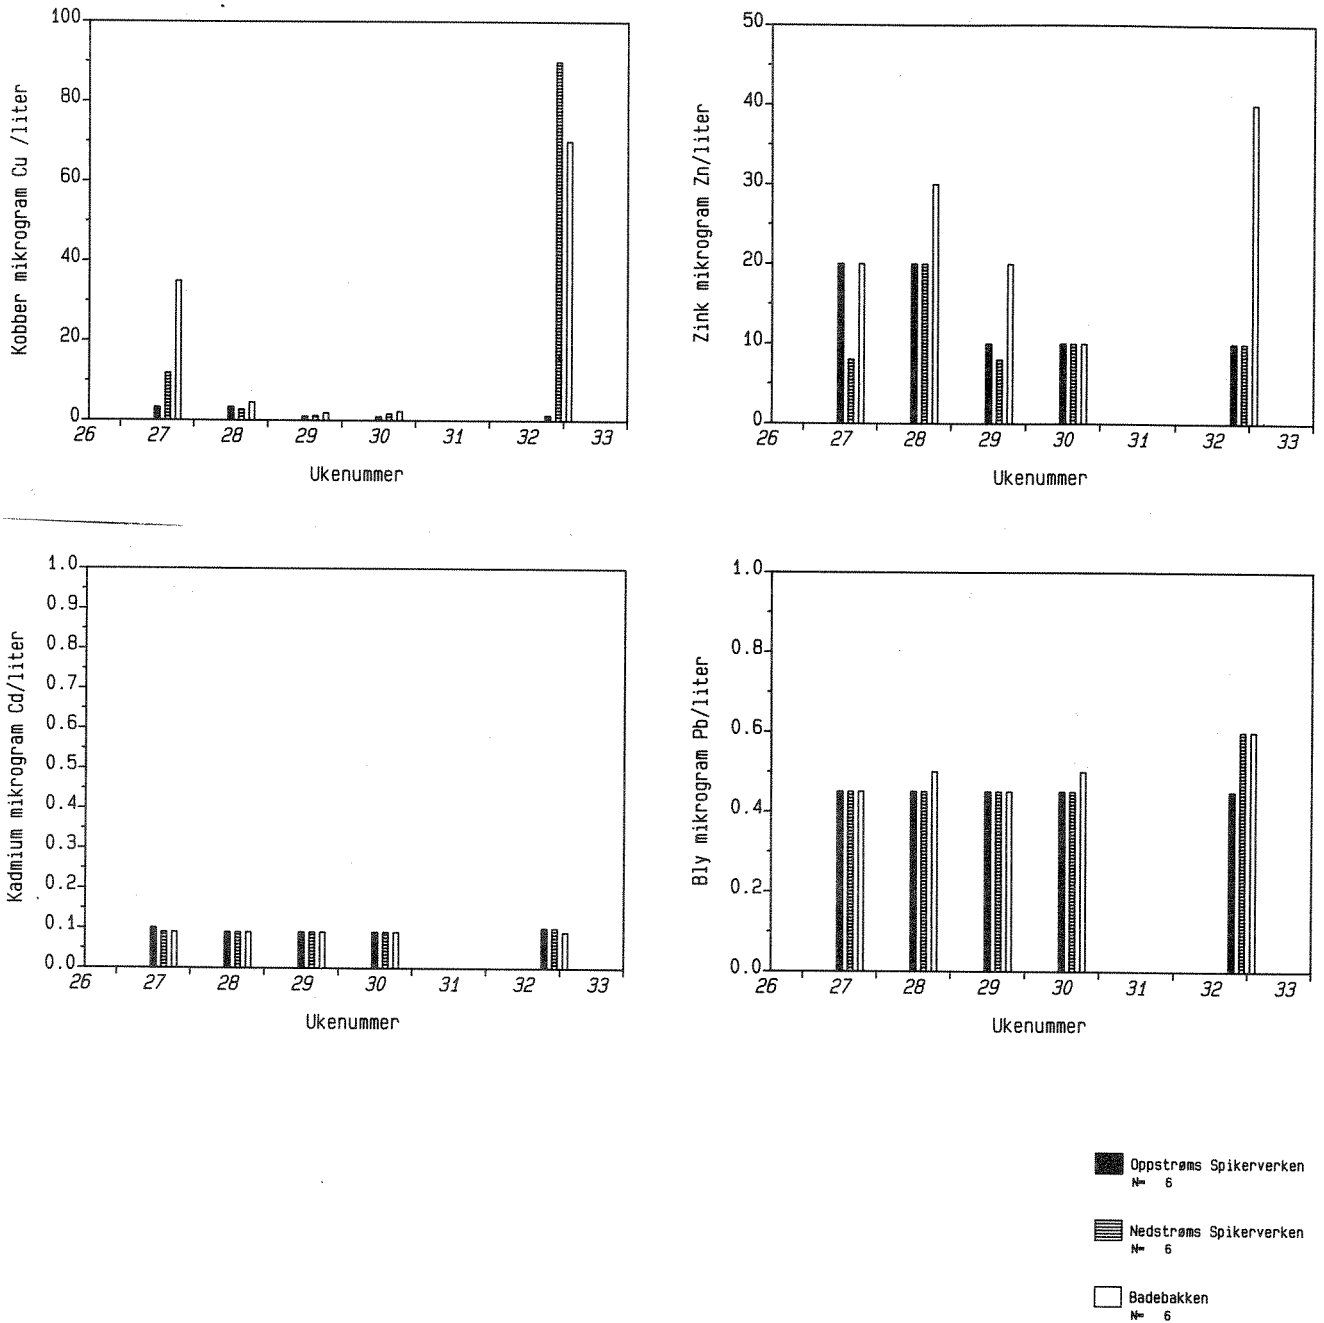 Kobber mikrogram Cu /liter
100
80
60
40
20
0
26 27 28 29 30 31 32 33
Ukenummer
Zink mikrogram Zn/liter
50
40
30
20
10
0
26 27 28 29 30 31 32 33
Ukenummer
Kadmium mikrogram Cd/liter
1.0
0.9
0.8
0.7
0.6
0.5
0.4
0.3
0.2
0.1
0.0
26 27 28 29 30 31 32 33
Ukenummer
Bly mikrogram Pb/liter
1.0
0.8
0.6
0.4
0.2
0.0
26 27 28 29 30 31 32 33
Ukenummer
Oppstrøms Spikerverken
N= 6
Nedstrøms Spikerverken
N= 6
Badebakken
N= 6